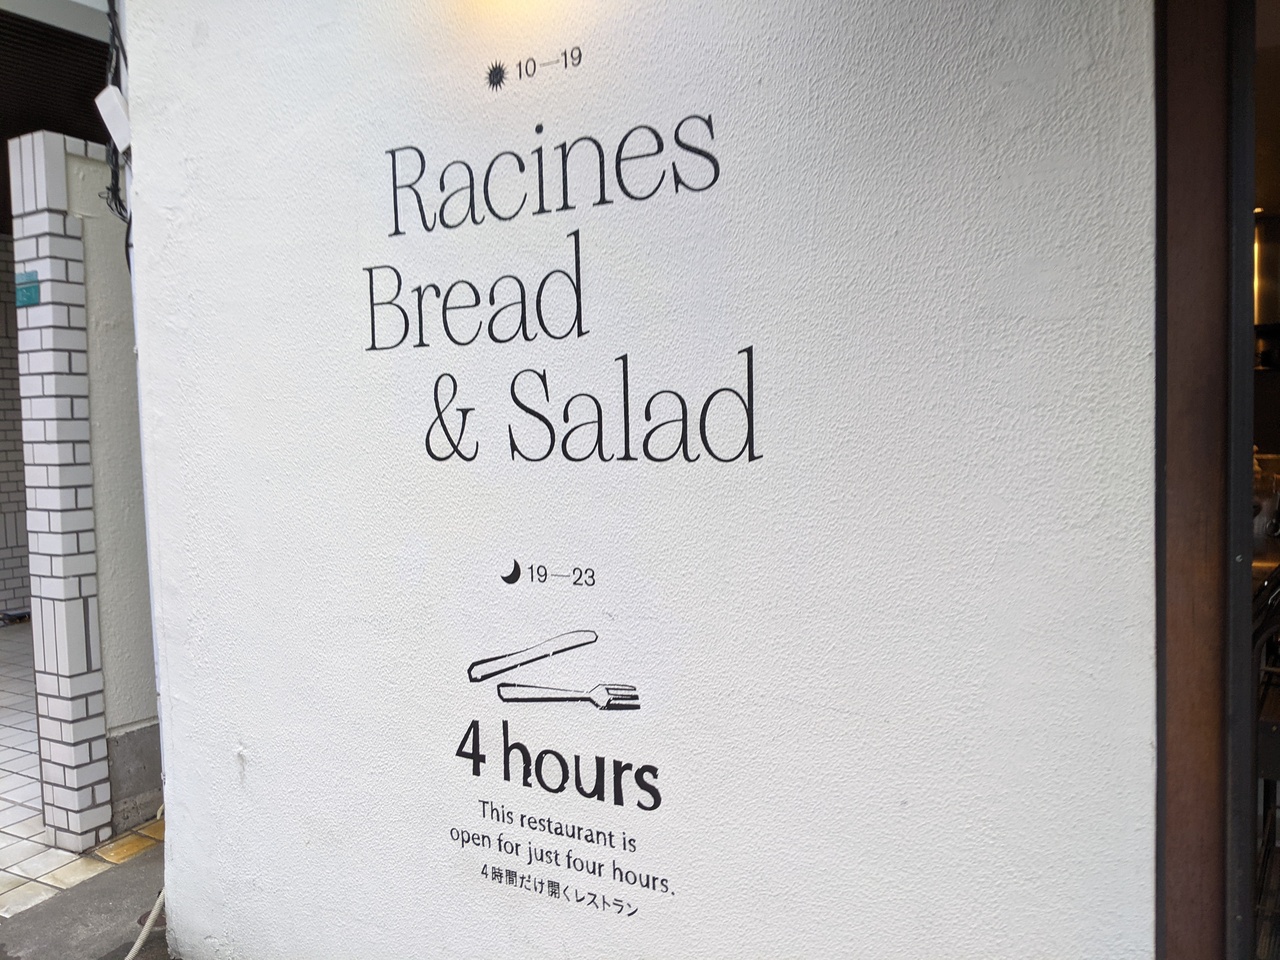 10—19
Racines
Bread
& Salad
19—23
4 hours
This restaurant is
open for just four hours.
4時間だけ開くレストラン